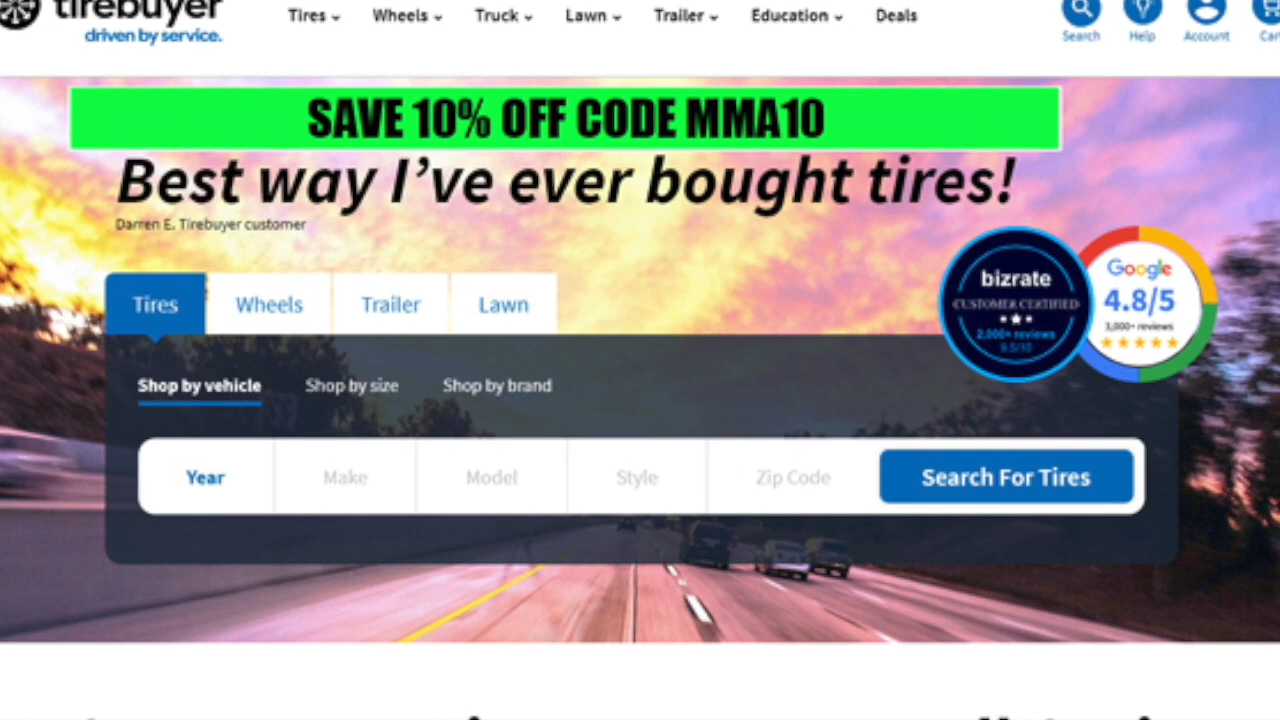 tirebuyer
driven by service.
Tires Wheels Truck Lawn Trailer Education Deals
Search Help Account
SAVE 10% OFF CODE MMA10
Best way I’ve ever bought tires!
Darren E. Tirebuyer customer
bizrate
CUSTOMER CERTIFIED
2,000+ reviews
9.5/10
Google
4.8/5
3,000+ reviews
Tires Wheels Trailer Lawn
Shop by vehicle Shop by size Shop by brand
Year Make Model Style Zip Code Search For Tires